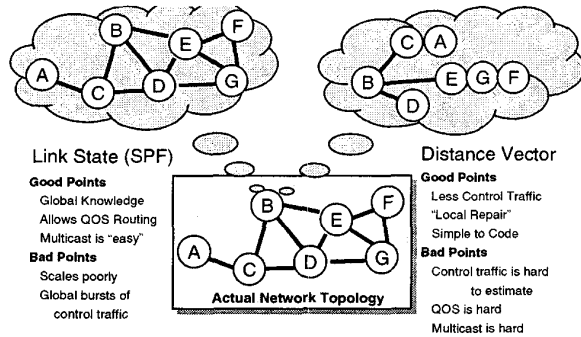 B
E
F
A
C
D
G
C
A
B
E
G
F
D
Link State (SPF)
Good Points
Global Knowledge
Allows QOS Routing
Multicast is "easy"
Bad Points
Scales poorly
Global bursts of
control traffic
B
E
F
A
C
D
G
Actual Network Topology
Distance Vector
Good Points
Less Control Traffic
"Local Repair"
Simple to Code
Bad Points
Control traffic is hard
to estimate
QOS is hard
Multicast is hard